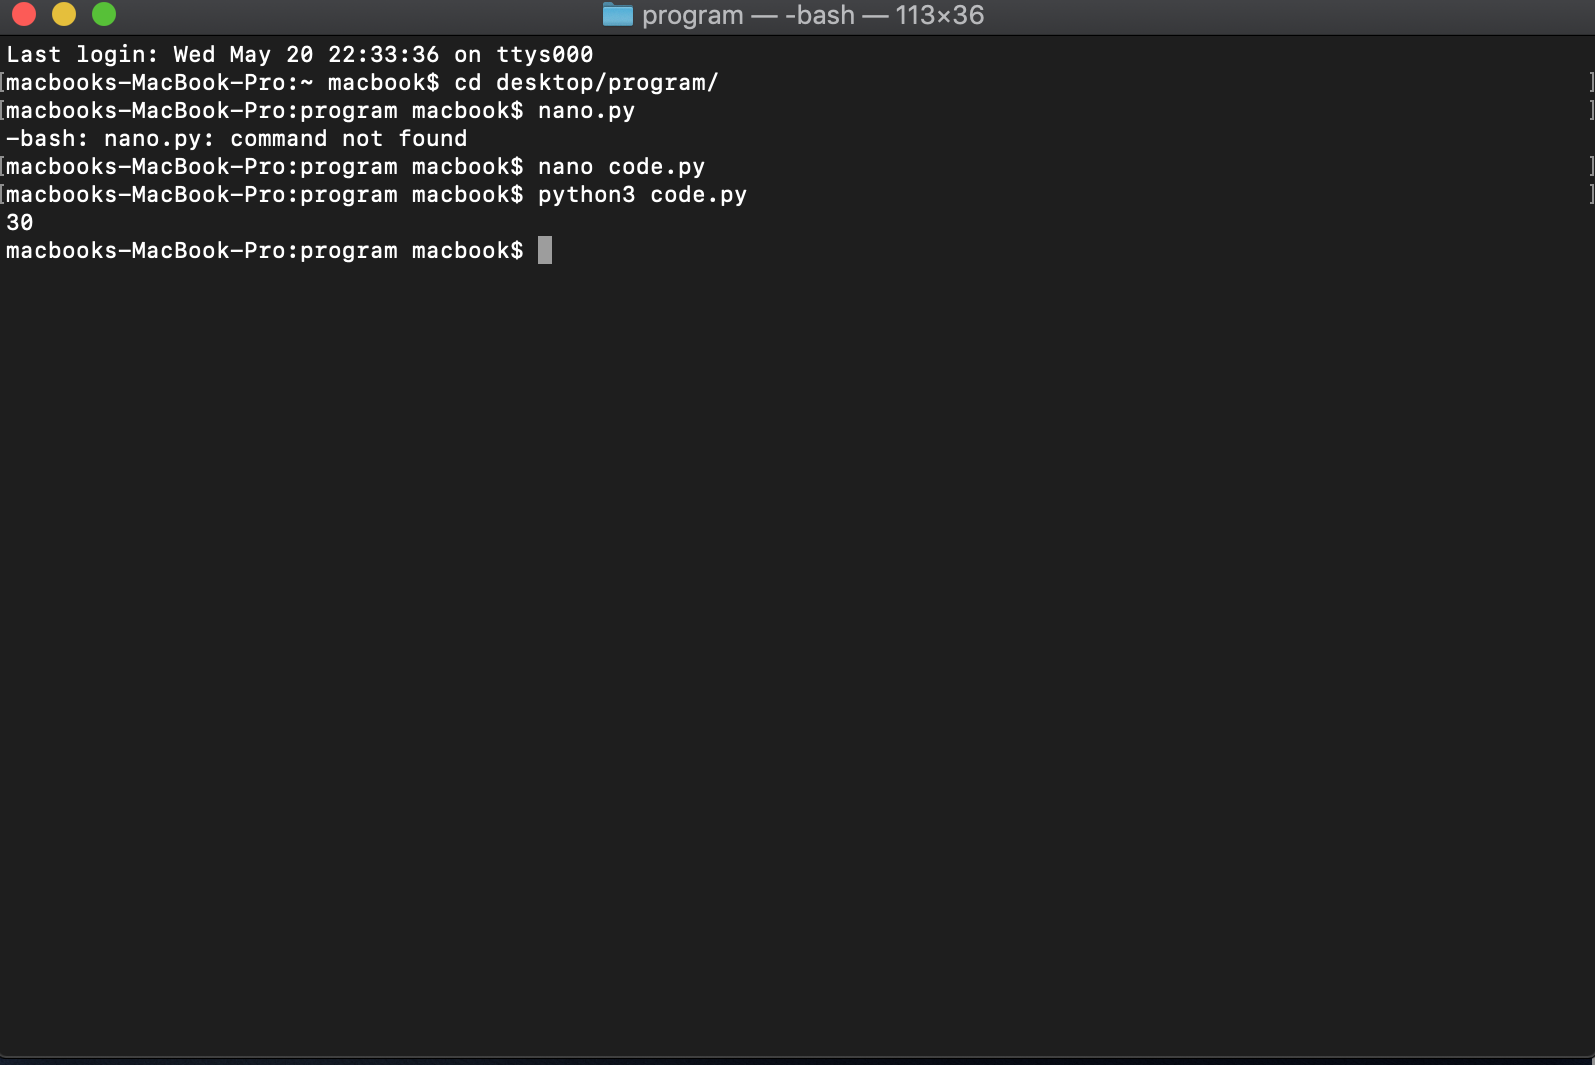 program — -bash — 113×36
Last login: Wed May 20 22:33:36 on ttys000
[macbooks-MacBook-Pro:~ macbook$ cd desktop/program/ ]
[macbooks-MacBook-Pro:program macbook$ nano.py ]
-bash: nano.py: command not found
[macbooks-MacBook-Pro:program macbook$ nano code.py ]
[macbooks-MacBook-Pro:program macbook$ python3 code.py ]
30
macbooks-MacBook-Pro:program macbook$